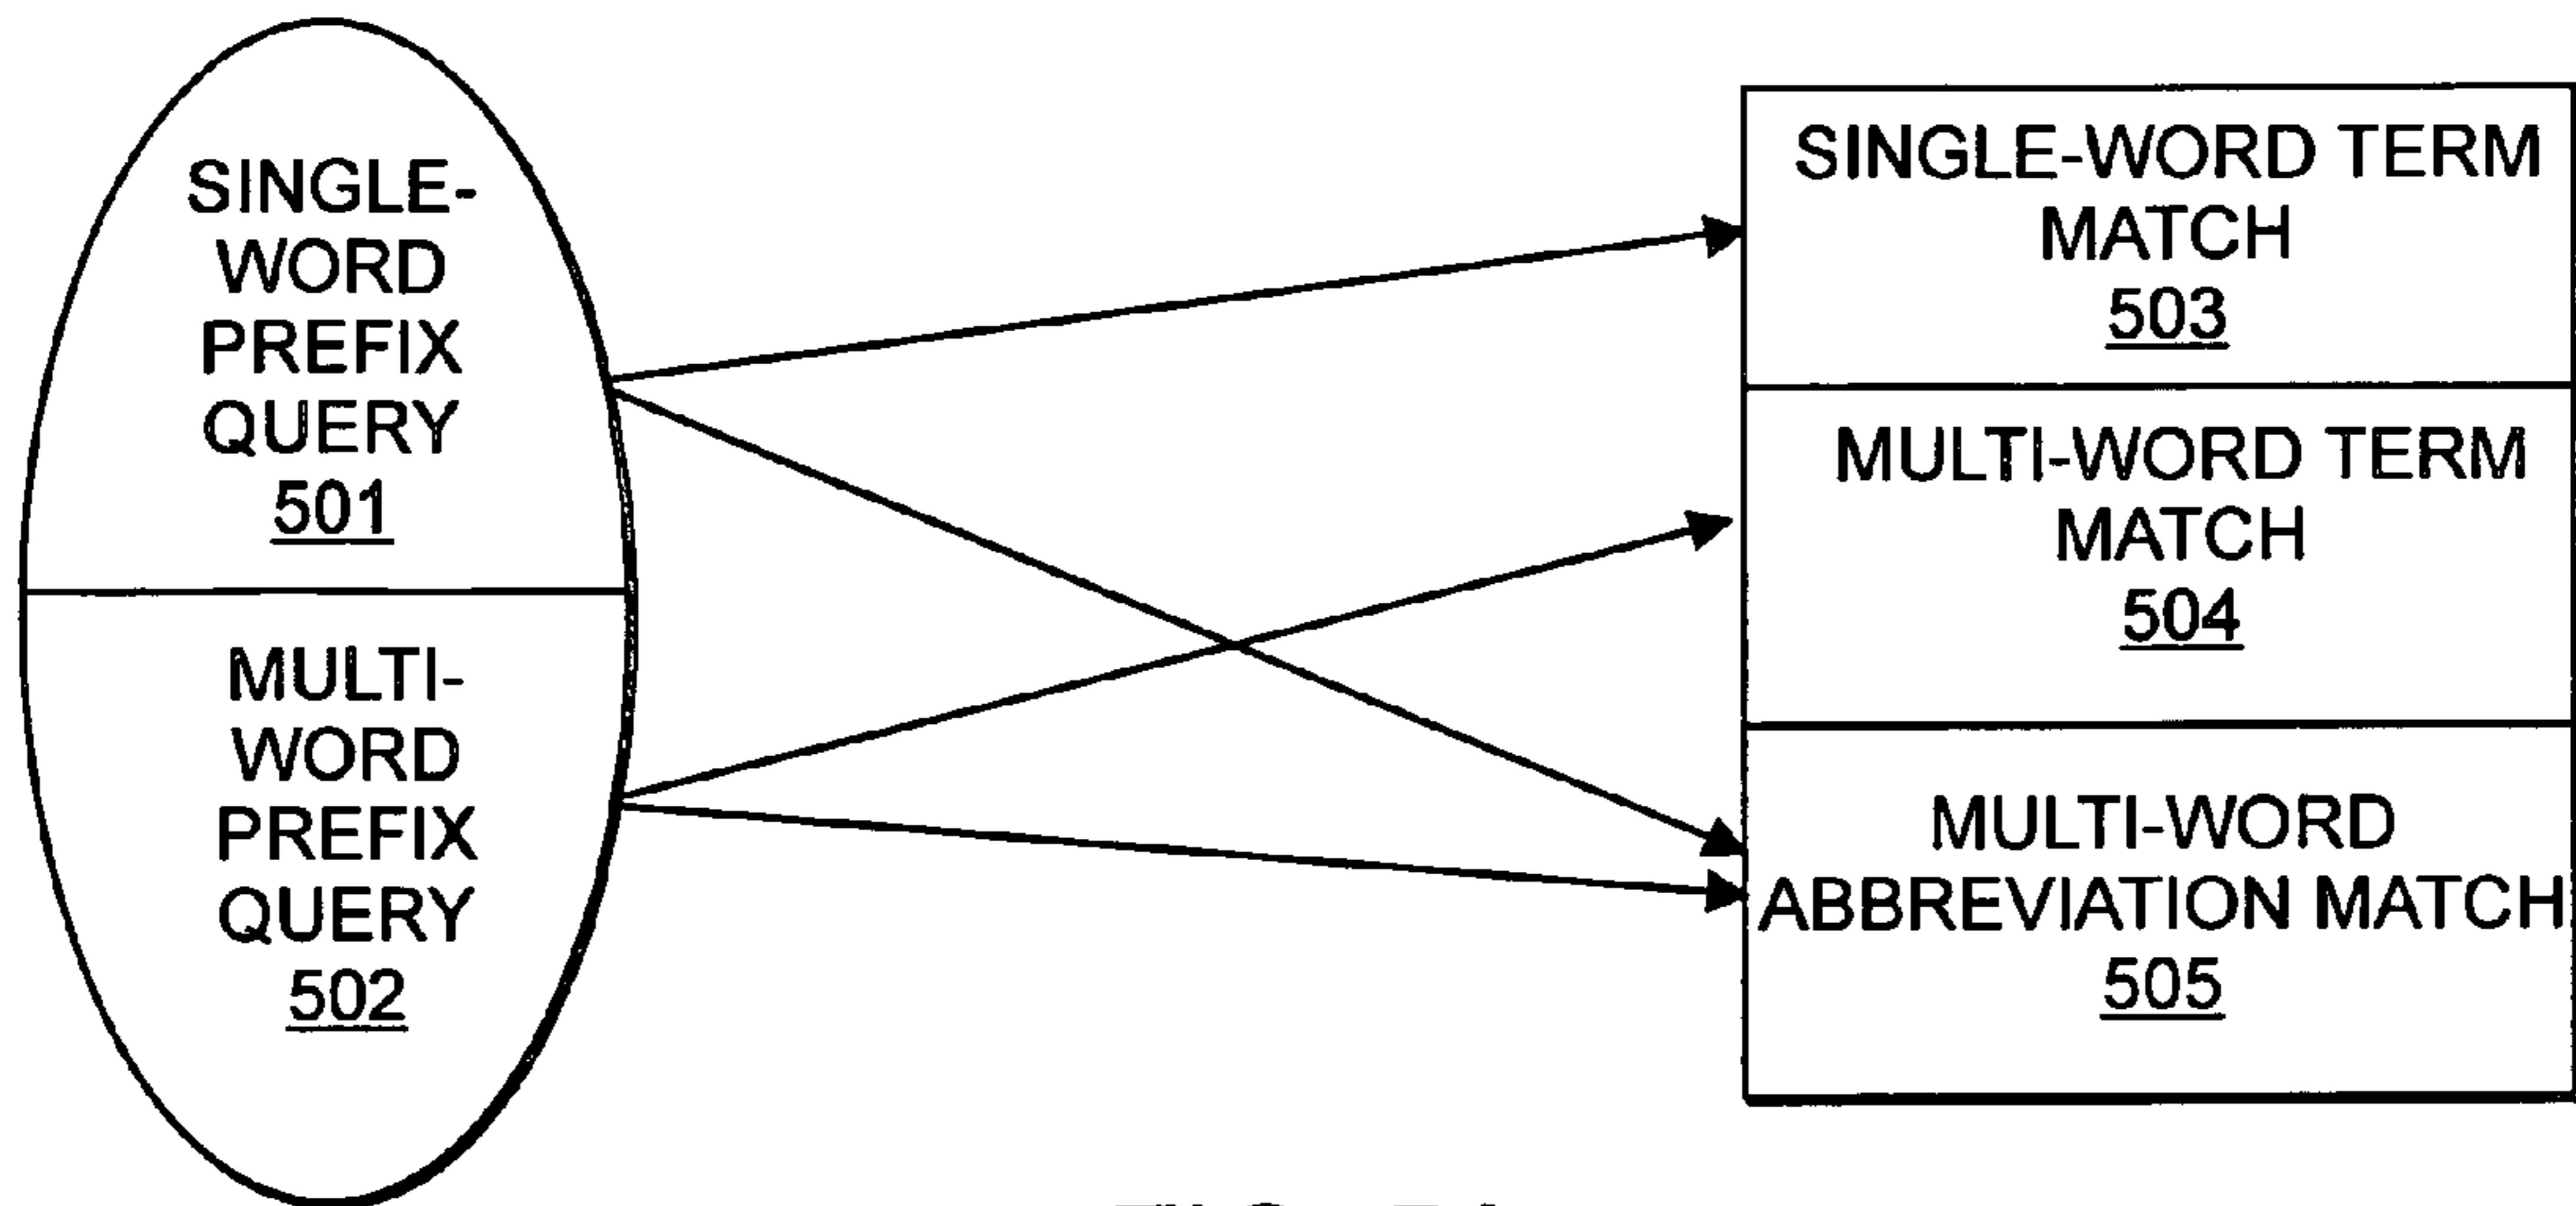 SINGLE-
WORD
PREFIX
QUERY
501
MULTI-
WORD
PREFIX
QUERY
502
SINGLE-WORD TERM
MATCH
503
MULTI-WORD TERM
MATCH
504
MULTI-WORD
ABBREVIATION MATCH
505